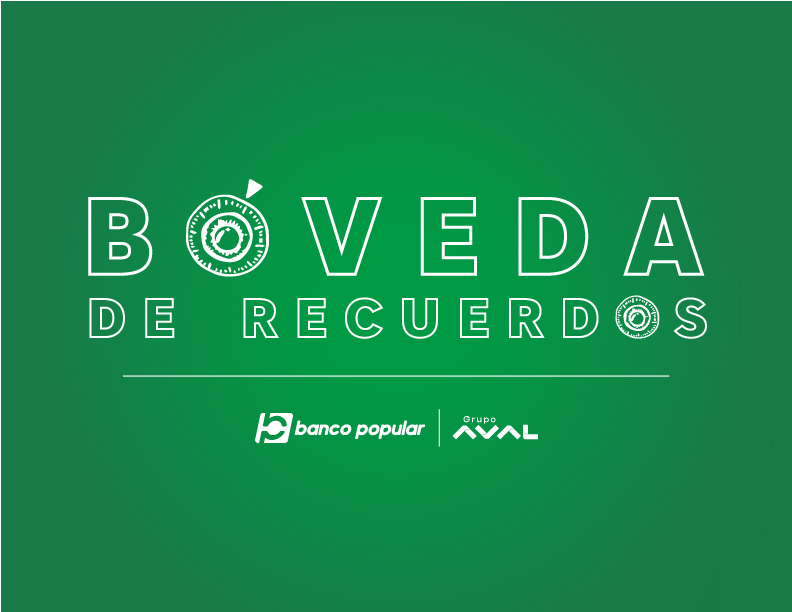 BÓVEDA
DE RECUERDOS
banco popular
Grupo
AVAL